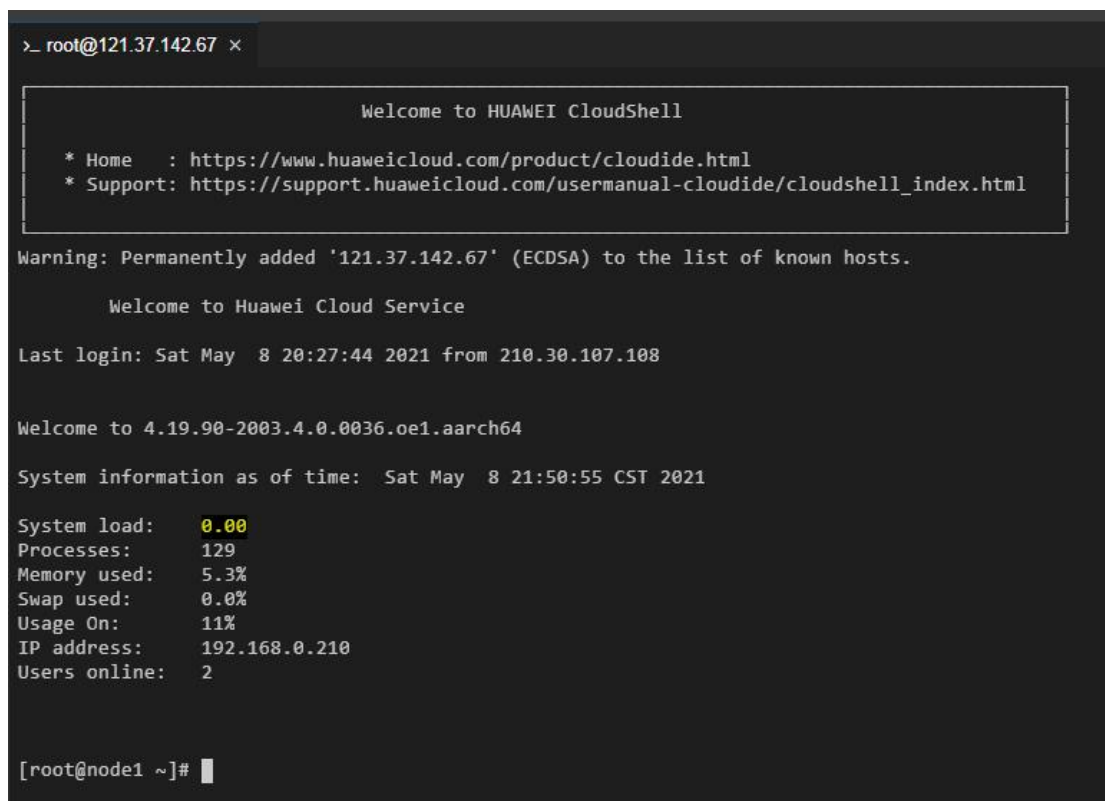 >_ root@121.37.142.67 ×
Welcome to HUAWEI CloudShell
* Home   : https://www.huaweicloud.com/product/cloudide.html
* Support: https://support.huaweicloud.com/usermanual-cloudide/cloudshell_index.html
Warning: Permanently added '121.37.142.67' (ECDSA) to the list of known hosts.
Welcome to Huawei Cloud Service
Last login: Sat May  8 20:27:44 2021 from 210.30.107.108
Welcome to 4.19.90-2003.4.0.0036.oe1.aarch64
System information as of time:  Sat May  8 21:50:55 CST 2021
System load:    0.00
Processes:      129
Memory used:    5.3%
Swap used:      0.0%
Usage On:       11%
IP address:     192.168.0.210
Users online:   2
[root@node1 ~]#